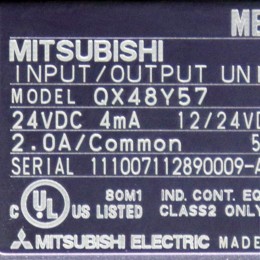 ME
MITSUBISHI
INPUT/OUTPUT UNI
MODEL QX48Y57
24VDC 4mA 12/24VD
2.0A/Common 5
SERIAL 111007112890009-A
80M1 IND. CONT. EQ
C UL US LISTED CLASS2 ONLY
MITSUBISHI ELECTRIC MADE